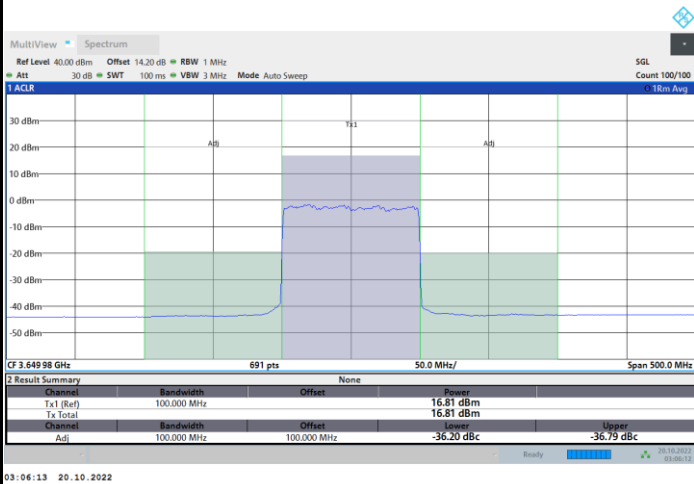 MultiView Spectrum
Ref Level 40.00 dBm Offset 14.20 dB RBW 1 MHz SGL
Att 30 dB SWT 100 ms VBW 3 MHz Mode Auto Sweep Count 100/100
1 ACLR 1Rm Avg
30 dBm
Tx1
20 dBm
Adj Adj
10 dBm
0 dBm
-10 dBm
-20 dBm
-30 dBm
-40 dBm
-50 dBm
CF 3.649 98 GHz 691 pts 50.0 MHz/ Span 500.0 MHz
2 Result Summary None
Channel Bandwidth Offset Power
Tx1 (Ref) 100.000 MHz 16.81 dBm
Tx Total 16.81 dBm
Channel Bandwidth Offset Lower Upper
Adj 100.000 MHz 100.000 MHz -36.20 dBc -36.79 dBc
Ready 20.10.2022
03:06:12
03:06:13 20.10.2022